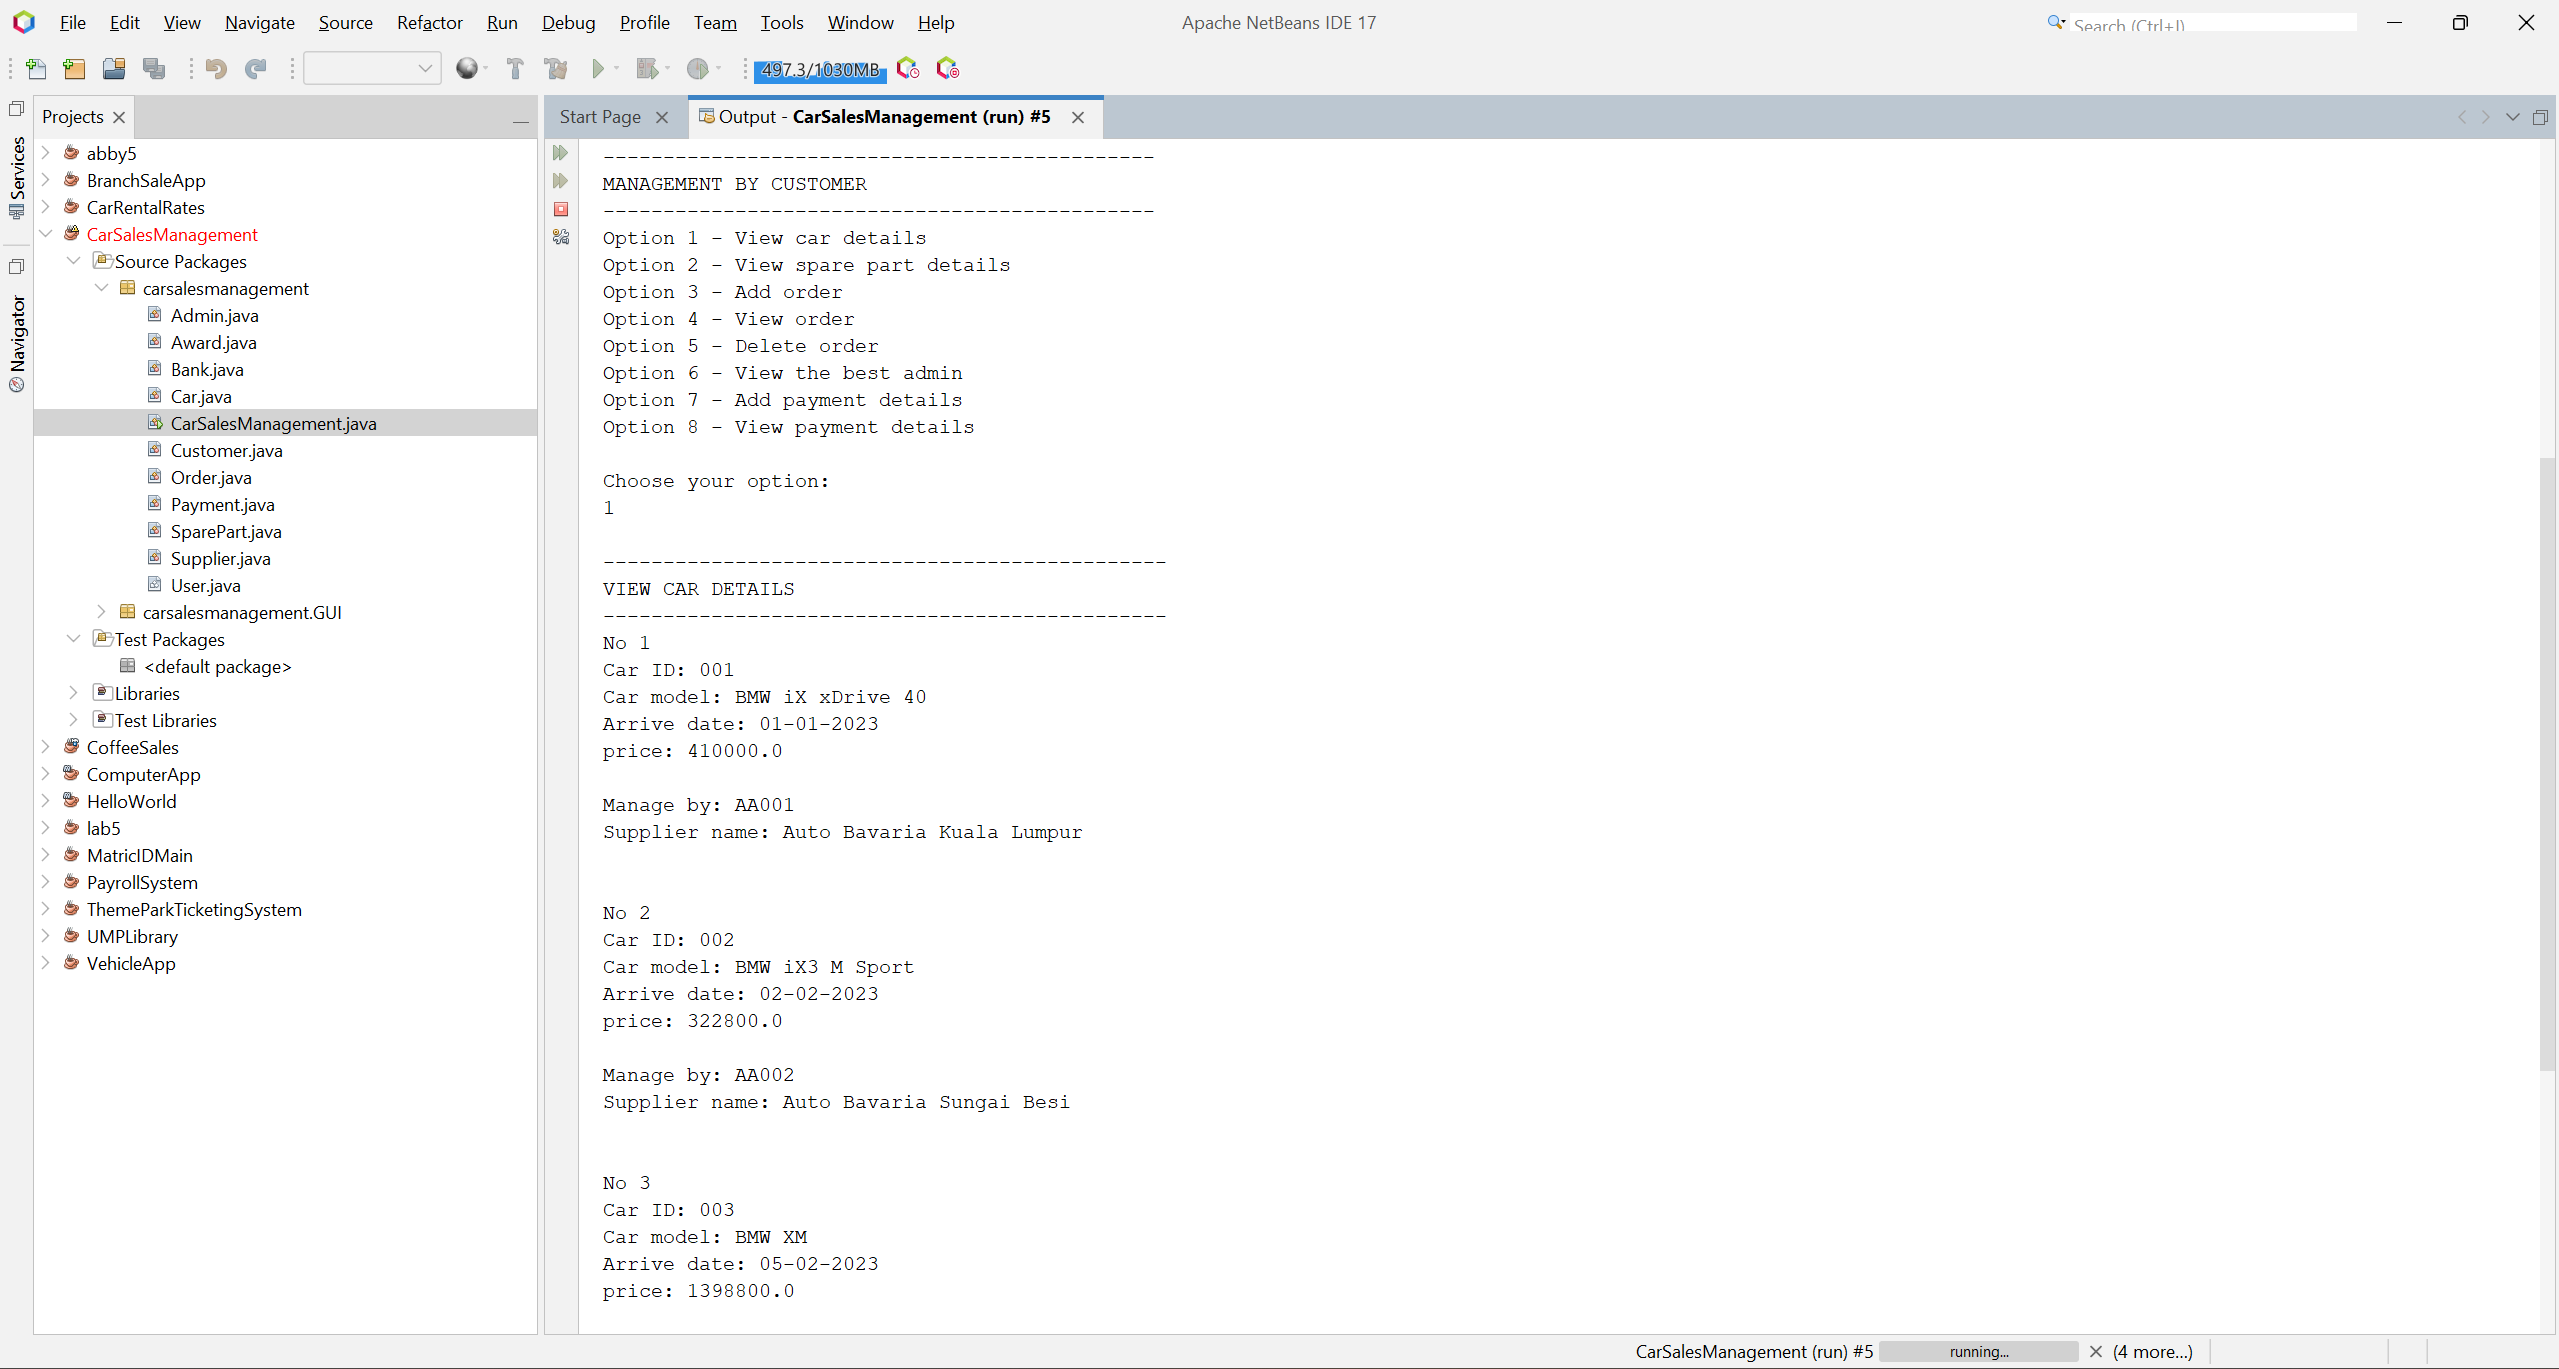 File Edit View Navigate Source Refactor Run Debug Profile Team Tools Window Help
Apache NetBeans IDE 17
Search (Ctrl+I)
497.3/1030MB
Services
Navigator
Projects
abby5
BranchSaleApp
CarRentalRates
CarSalesManagement
Source Packages
carsalesmanagement
Admin.java
Award.java
Bank.java
Car.java
CarSalesManagement.java
Customer.java
Order.java
Payment.java
SparePart.java
Supplier.java
User.java
carsalesmanagement.GUI
Test Packages
<default package>
Libraries
Test Libraries
CoffeeSales
ComputerApp
HelloWorld
lab5
MatricIDMain
PayrollSystem
ThemeParkTicketingSystem
UMPLibrary
VehicleApp
Start Page
Output - CarSalesManagement (run) #5
----------------------------------------------
MANAGEMENT BY CUSTOMER
----------------------------------------------
Option 1 - View car details
Option 2 - View spare part details
Option 3 - Add order
Option 4 - View order
Option 5 - Delete order
Option 6 - View the best admin
Option 7 - Add payment details
Option 8 - View payment details
Choose your option:
1
-----------------------------------------------
VIEW CAR DETAILS
-----------------------------------------------
No 1
Car ID: 001
Car model: BMW iX xDrive 40
Arrive date: 01-01-2023
price: 410000.0
Manage by: AA001
Supplier name: Auto Bavaria Kuala Lumpur
No 2
Car ID: 002
Car model: BMW iX3 M Sport
Arrive date: 02-02-2023
price: 322800.0
Manage by: AA002
Supplier name: Auto Bavaria Sungai Besi
No 3
Car ID: 003
Car model: BMW XM
Arrive date: 05-02-2023
price: 1398800.0
CarSalesManagement (run) #5
running...
(4 more...)